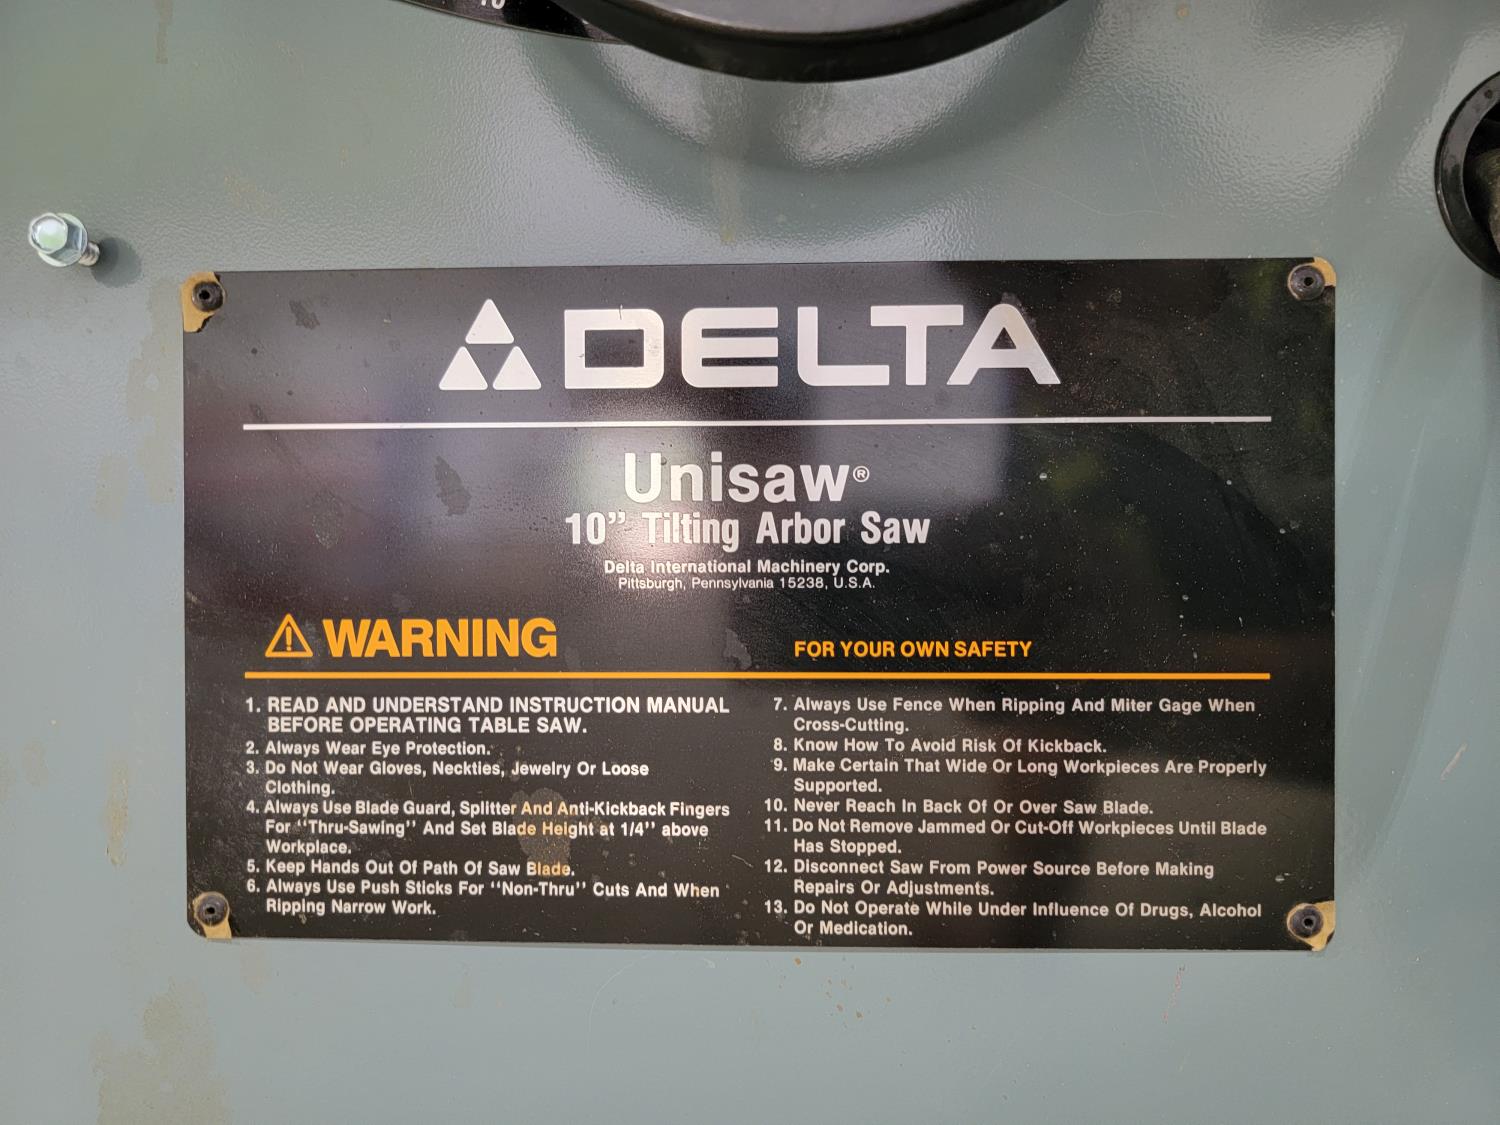 10
DELTA
Unisaw®
10” Tilting Arbor Saw
Delta International Machinery Corp.
Pittsburgh, Pennsylvania 15238, U.S.A.
WARNING
FOR YOUR OWN SAFETY
1. READ AND UNDERSTAND INSTRUCTION MANUAL
BEFORE OPERATING TABLE SAW.
2. Always Wear Eye Protection.
3. Do Not Wear Gloves, Neckties, Jewelry Or Loose
Clothing.
4. Always Use Blade Guard, Splitter And Anti-Kickback Fingers
For "Thru-Sawing" And Set Blade Height at 1/4" above
Workplace.
5. Keep Hands Out Of Path Of Saw Blade.
6. Always Use Push Sticks For "Non-Thru" Cuts And When
Ripping Narrow Work.
7. Always Use Fence When Ripping And Miter Gage When
Cross-Cutting.
8. Know How To Avoid Risk Of Kickback.
9. Make Certain That Wide Or Long Workpieces Are Properly
Supported.
10. Never Reach In Back Of Or Over Saw Blade.
11. Do Not Remove Jammed Or Cut-Off Workpieces Until Blade
Has Stopped.
12. Disconnect Saw From Power Source Before Making
Repairs Or Adjustments.
13. Do Not Operate While Under Influence Of Drugs, Alcohol
Or Medication.